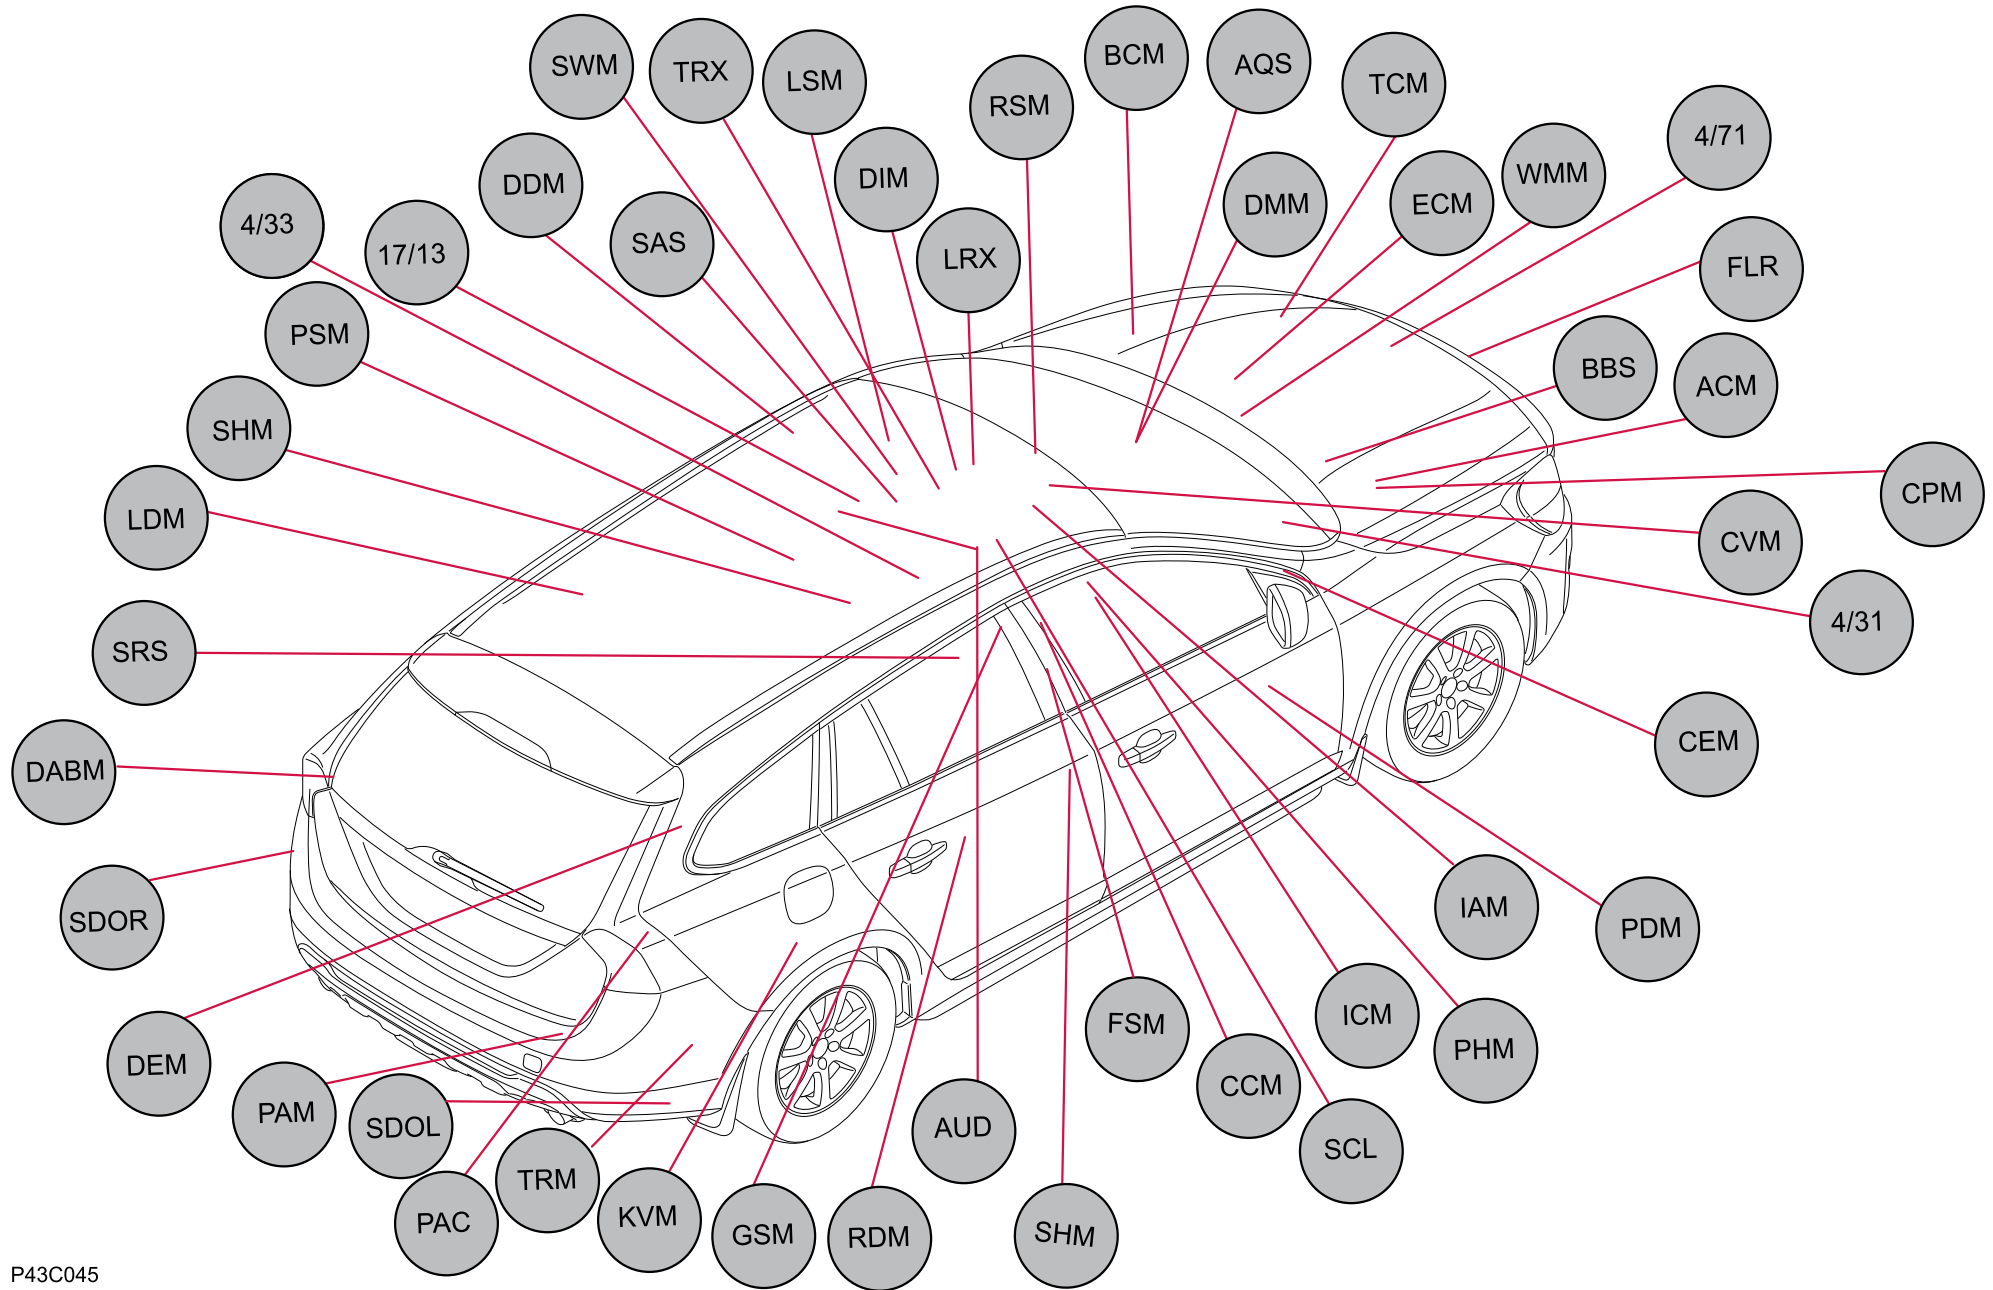 SWM
TRX
LSM
BCM
AQS
RSM
TCM
4/71
DDM
DIM
DMM
ECM
WMM
4/33
17/13
SAS
LRX
FLR
PSM
BBS
ACM
SHM
LDM
CPM
CVM
4/31
SRS
CEM
DABM
SDOR
IAM
PDM
DEM
PAM
SDOL
FSM
ICM
PHM
AUD
CCM
SCL
TRM
PAC
KVM
GSM
RDM
SHM
P43C045